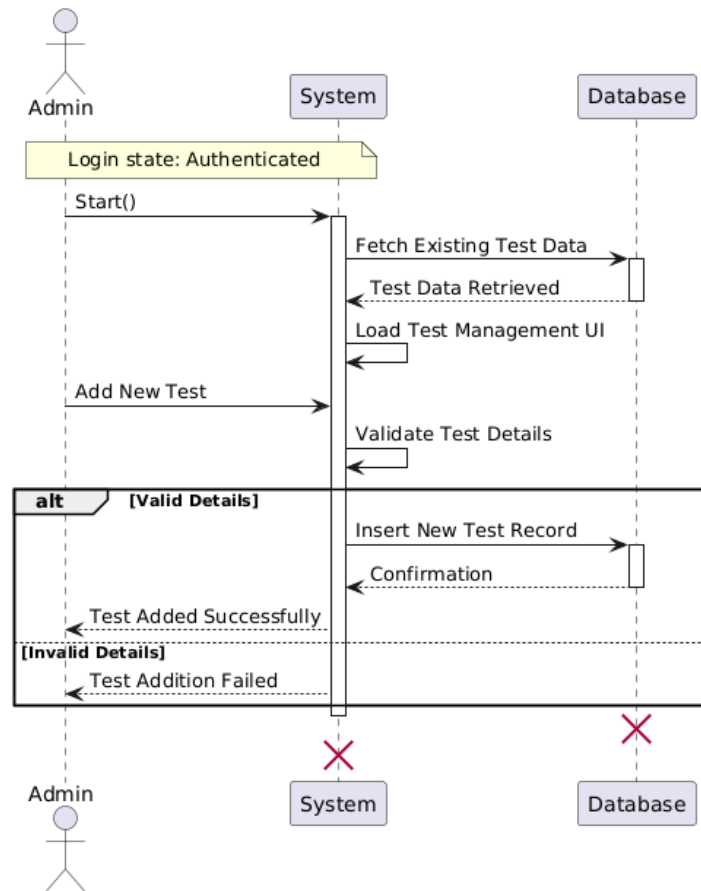 Admin
System
Database
Login state: Authenticated
Start()
Fetch Existing Test Data
Test Data Retrieved
Load Test Management UI
Add New Test
Validate Test Details
alt
[Valid Details]
Insert New Test Record
Confirmation
Test Added Successfully
[Invalid Details]
Test Addition Failed
Admin
System
Database